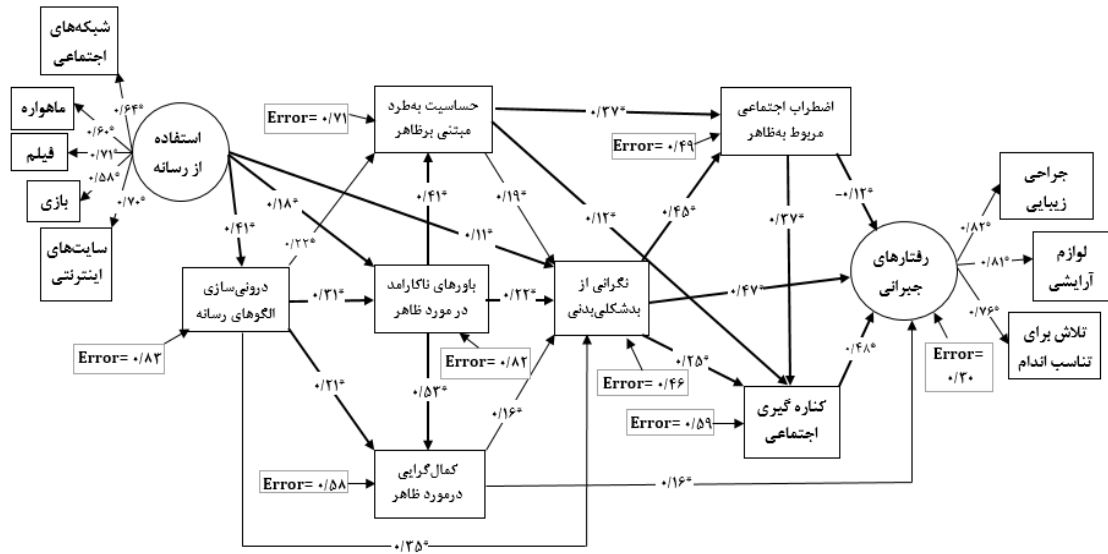 شبکه‌های
اجتماعی
ماهواره
فیلم
بازی
سایت‌های
اینترنتی
۰/۶۴*
۰/۶۰*
۰/۷۱*
۰/۵۸*
۰/۷۰*
استفاده
از رسانه
۰/۴۱*
۰/۱۸*
۰/۱۱*
درونی‌سازی
الگوهای رسانه
Error= ۰/۸۳
۰/۲۲*
۰/۳۱*
۰/۲۱*
۰/۳۵*
حساسیت به‌طرد
مبتنی برظاهر
Error= ۰/۷۱
۰/۴۱*
باورهای ناکارامد
در مورد ظاهر
Error= ۰/۸۲
۰/۵۳*
کمال‌گرایی
درمورد ظاهر
Error= ۰/۵۸
۰/۳۷*
۰/۱۹*
۰/۱۲*
۰/۲۲*
۰/۱۶*
۰/۱۶*
نگرانی از
بدشکلی‌بدنی
Error= ۰/۴۶
۰/۴۵*
۰/۴۷*
۰/۲۵*
اضطراب اجتماعی
مربوط به‌ظاهر
Error= ۰/۴۹
۰/۳۷*
-۰/۱۲*
کناره گیری
اجتماعی
Error= ۰/۵۹
۰/۴۸*
رفتارهای
جبرانی
Error=
۰/۳۰
۰/۸۲*
۰/۸۱*
۰/۷۶*
جراحی
زیبایی
لوازم
آرایشی
تلاش برای
تناسب اندام